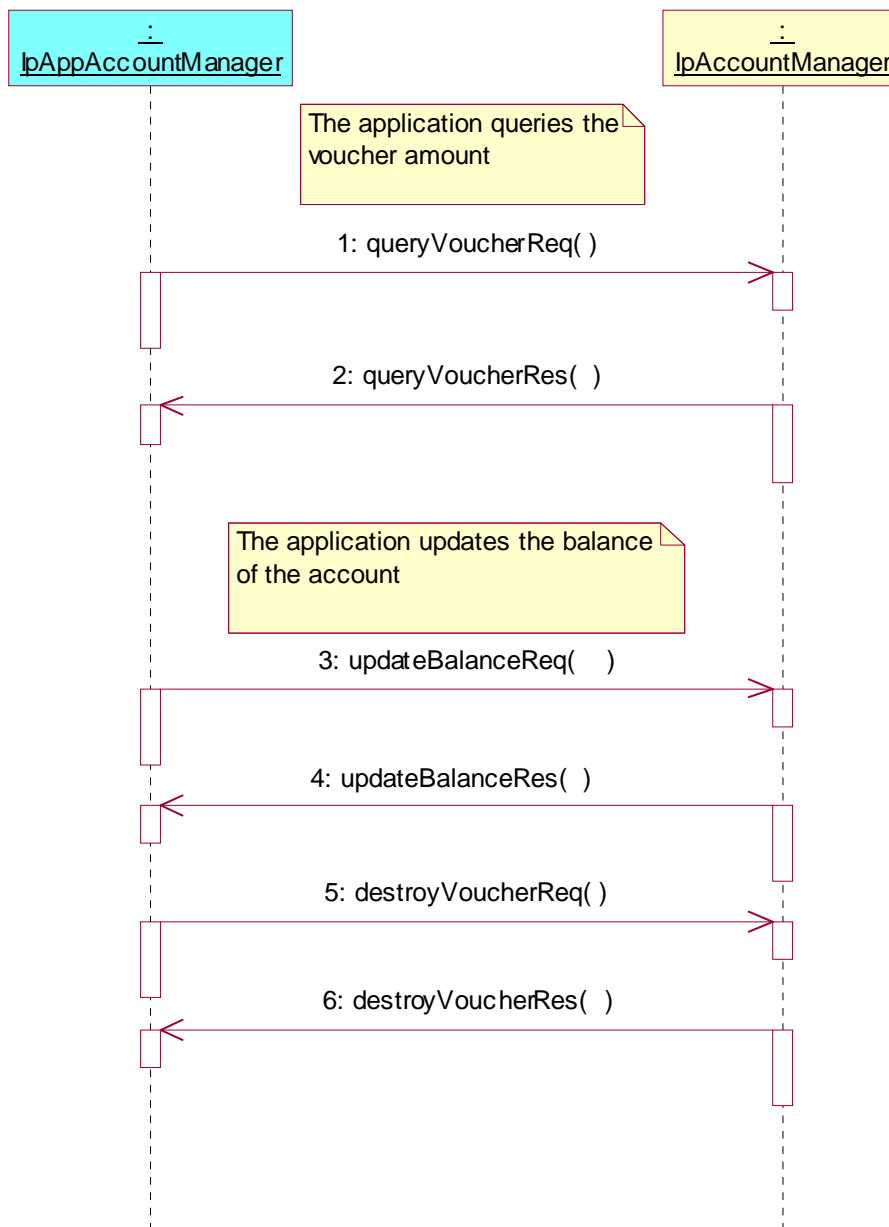 :
IpAppAccountManager
:
IpAccountManager
The application queries the
voucher amount
1: queryVoucherReq( )
2: queryVoucherRes(  )
The application updates the balance
of the account
3: updateBalanceReq(    )
4: updateBalanceRes(  )
5: destroyVoucherReq( )
6: destroyVoucherRes(  )